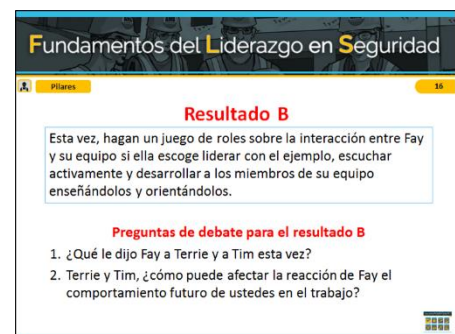 Fundamentos del Liderazgo en Seguridad
Pilares
16
Resultado B
Esta vez, hagan un juego de roles sobre la interacción entre Fay
y su equipo si ella escoge liderar con el ejemplo, escuchar
activamente y desarrollar a los miembros de su equipo
enseñándolos y orientándolos.
Preguntas de debate para el resultado B
1. ¿Qué le dijo Fay a Terrie y a Tim esta vez?
2. Terrie y Tim, ¿cómo puede afectar la reacción de Fay el
comportamiento futuro de ustedes en el trabajo?